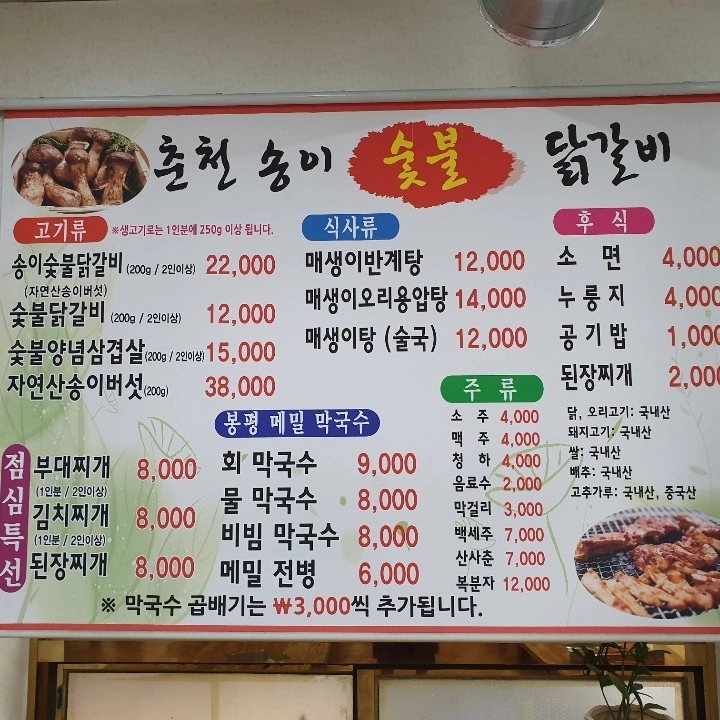 춘천 송이 숯불 닭갈비
고기류 ※생고기로는 1인분에 250g 이상 됩니다.
송이숯불닭갈비 (200g / 2인이상) 22,000
(자연산송이버섯)
숯불닭갈비 (200g / 2인이상) 12,000
숯불양념삼겹살 (200g / 2인이상) 15,000
자연산송이버섯 (200g) 38,000
식사류
매생이반계탕 12,000
매생이오리용압탕 14,000
매생이탕 (술국) 12,000
후식
소 면 4,000
누룽지 4,000
공기밥 1,000
된장찌개 2,000
점심특선
부대찌개 8,000
(1인분 / 2인이상)
김치찌개 8,000
(1인분 / 2인이상)
된장찌개 8,000
봉평 메밀 막국수
회 막국수 9,000
물 막국수 8,000
비빔 막국수 8,000
메밀 전병 6,000
주 류
소 주 4,000
맥 주 4,000
청 하 4,000
음료수 2,000
막걸리 3,000
백세주 7,000
산사춘 7,000
복분자 12,000
닭, 오리고기: 국내산
돼지고기: 국내산
쌀: 국내산
배추: 국내산
고추가루: 국내산, 중국산
※ 막국수 곱배기는 ₩3,000씩 추가됩니다.